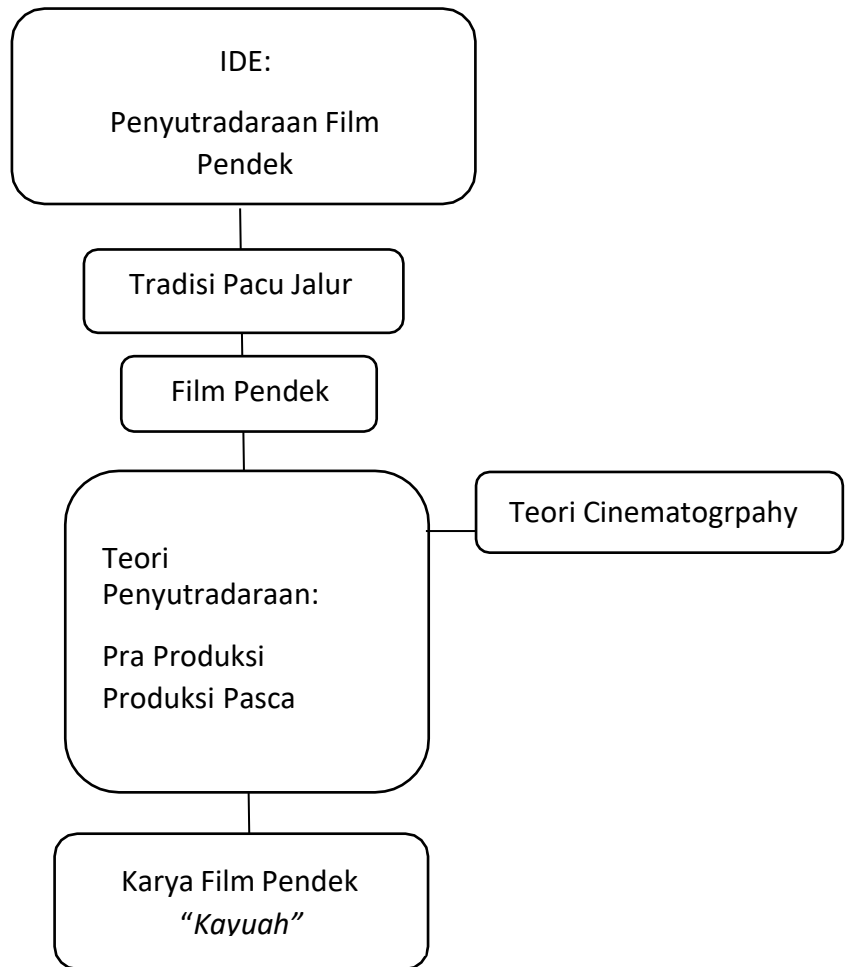 IDE:
Penyutradaraan Film
Pendek
Tradisi Pacu Jalur
Film Pendek
Teori Cinematogrpahy
Teori
Penyutradaraan:
Pra Produksi
Produksi Pasca
Karya Film Pendek
“Kayuah”